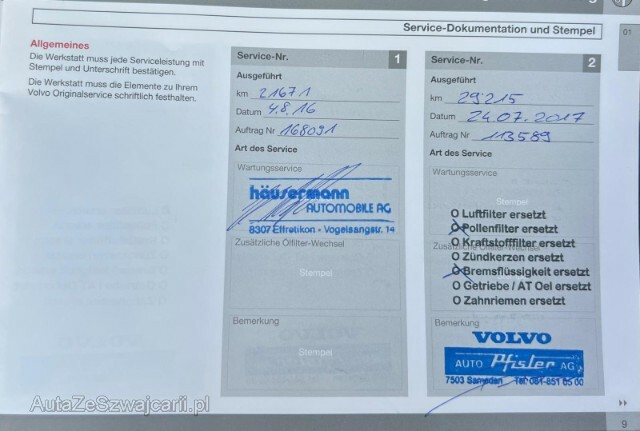 Service-Dokumentation und Stempel
01
Allgemeines
Die Werkstatt muss jede Serviceleistung mit
Stempel und Unterschrift bestätigen.
Die Werkstatt muss die Elemente zu Ihrem
Volvo Originalservice schriftlich festhalten.
Service-Nr. 1
Ausgeführt
km 21671
Datum 4.8.16
Auftrag Nr 168091
Art des Service
Wartungsservice
häusermann
AUTOMOBILE AG
8307 Effretikon - Vogelsangstr. 14
Zusätzliche Ölfilter-Wechsel
Stempel
Bemerkung
Stempel
Service-Nr. 2
Ausgeführt
km 29215
Datum 24.07.2017
Auftrag Nr 113589
Art des Service
Wartungsservice
Stempel
O Luftfilter ersetzt
O Pollenfilter ersetzt
O Kraftstofffilter ersetzt
O Zündkerzen ersetzt
O Bremsflüssigkeit ersetzt
O Getriebe / AT Oel ersetzt
O Zahnriemen ersetzt
Bemerkung
VOLVO
AUTO Pfister AG
7503 Samedan Tel. 081-851 05 00
AutaZeSzwajcarii.pl
9